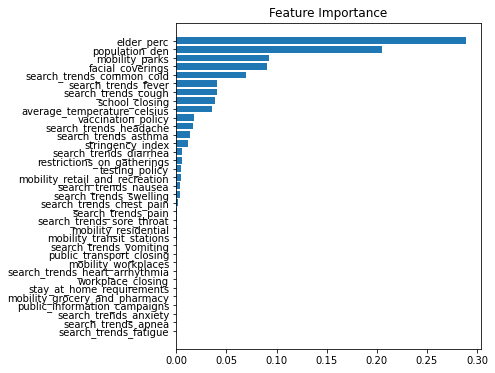 Feature Importance
elder_perc
population_den
mobility_parks
facial_coverings
search_trends_common_cold
search_trends_fever
search_trends_cough
school_closing
average_temperature_celsius
vaccination_policy
search_trends_headache
search_trends_asthma
stringency_index
search_trends_diarrhea
restrictions_on_gatherings
testing_policy
mobility_retail_and_recreation
search_trends_nausea
search_trends_swelling
search_trends_chest_pain
search_trends_pain
search_trends_sore_throat
mobility_residential
mobility_transit_stations
search_trends_vomiting
public_transport_closing
mobility_workplaces
search_trends_heart_arrhythmia
workplace_closing
stay_at_home_requirements
mobility_grocery_and_pharmacy
public_information_campaigns
search_trends_anxiety
search_trends_apnea
search_trends_fatigue
0.00 0.05 0.10 0.15 0.20 0.25 0.30